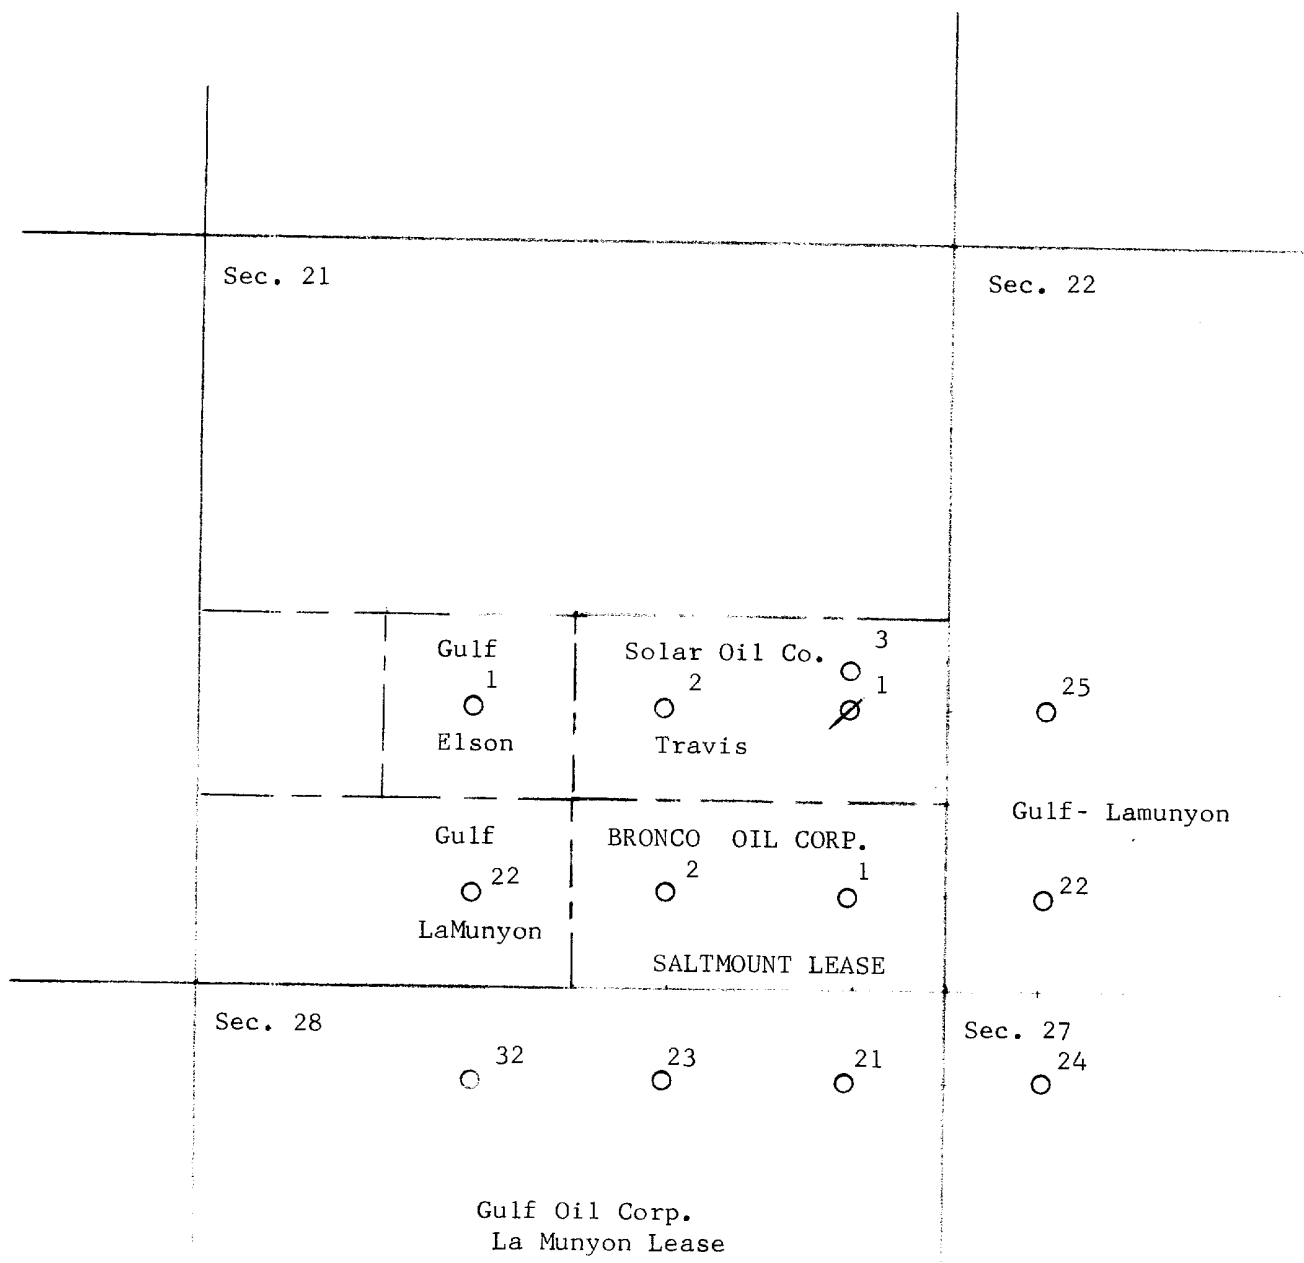 Sec. 21
Sec. 22
Gulf
1
Elson
Solar Oil Co.
3
2
1
Travis
25
Gulf- Lamunyon
Gulf
22
LaMunyon
BRONCO OIL CORP.
2
1
SALTMOUNT LEASE
22
Sec. 28
Sec. 27
32
23
21
24
Gulf Oil Corp.
La Munyon Lease